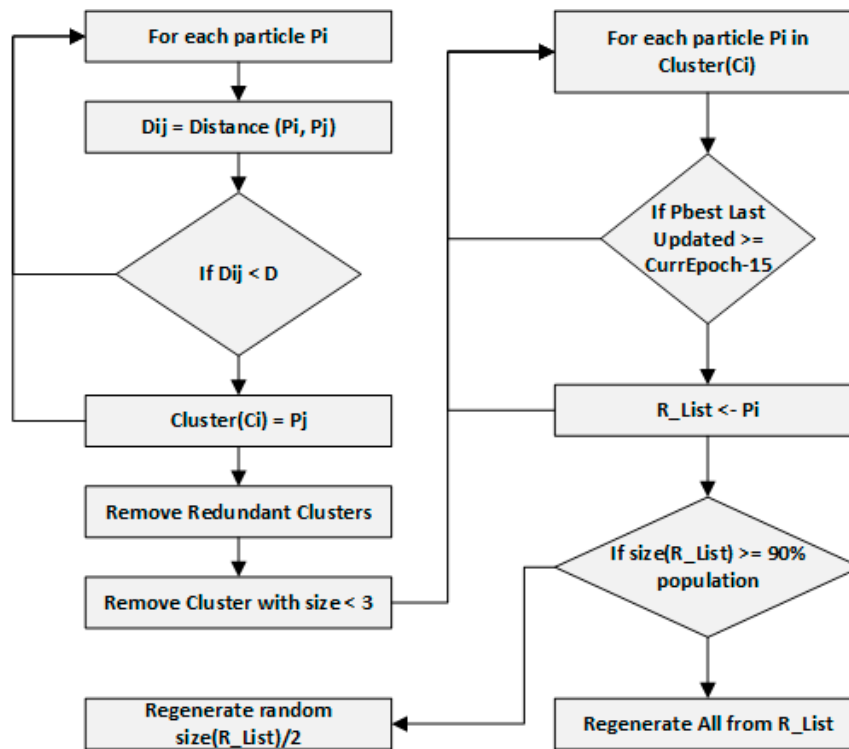 For each particle Pi
Dij = Distance (Pi, Pj)
If Dij < D
Cluster(Ci) = Pj
Remove Redundant Clusters
Remove Cluster with size < 3
For each particle Pi in
Cluster(Ci)
If Pbest Last
Updated >=
CurrEpoch-15
R_List <- Pi
If size(R_List) >= 90%
population
Regenerate random
size(R_List)/2
Regenerate All from R_List